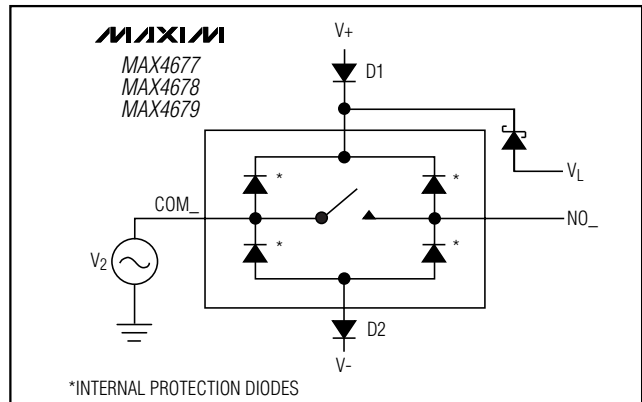 MAXIM
MAX4677
MAX4678
MAX4679
V+
D1
VL
COM_
*
*
NO_
*
*
V2
D2
V-
*INTERNAL PROTECTION DIODES